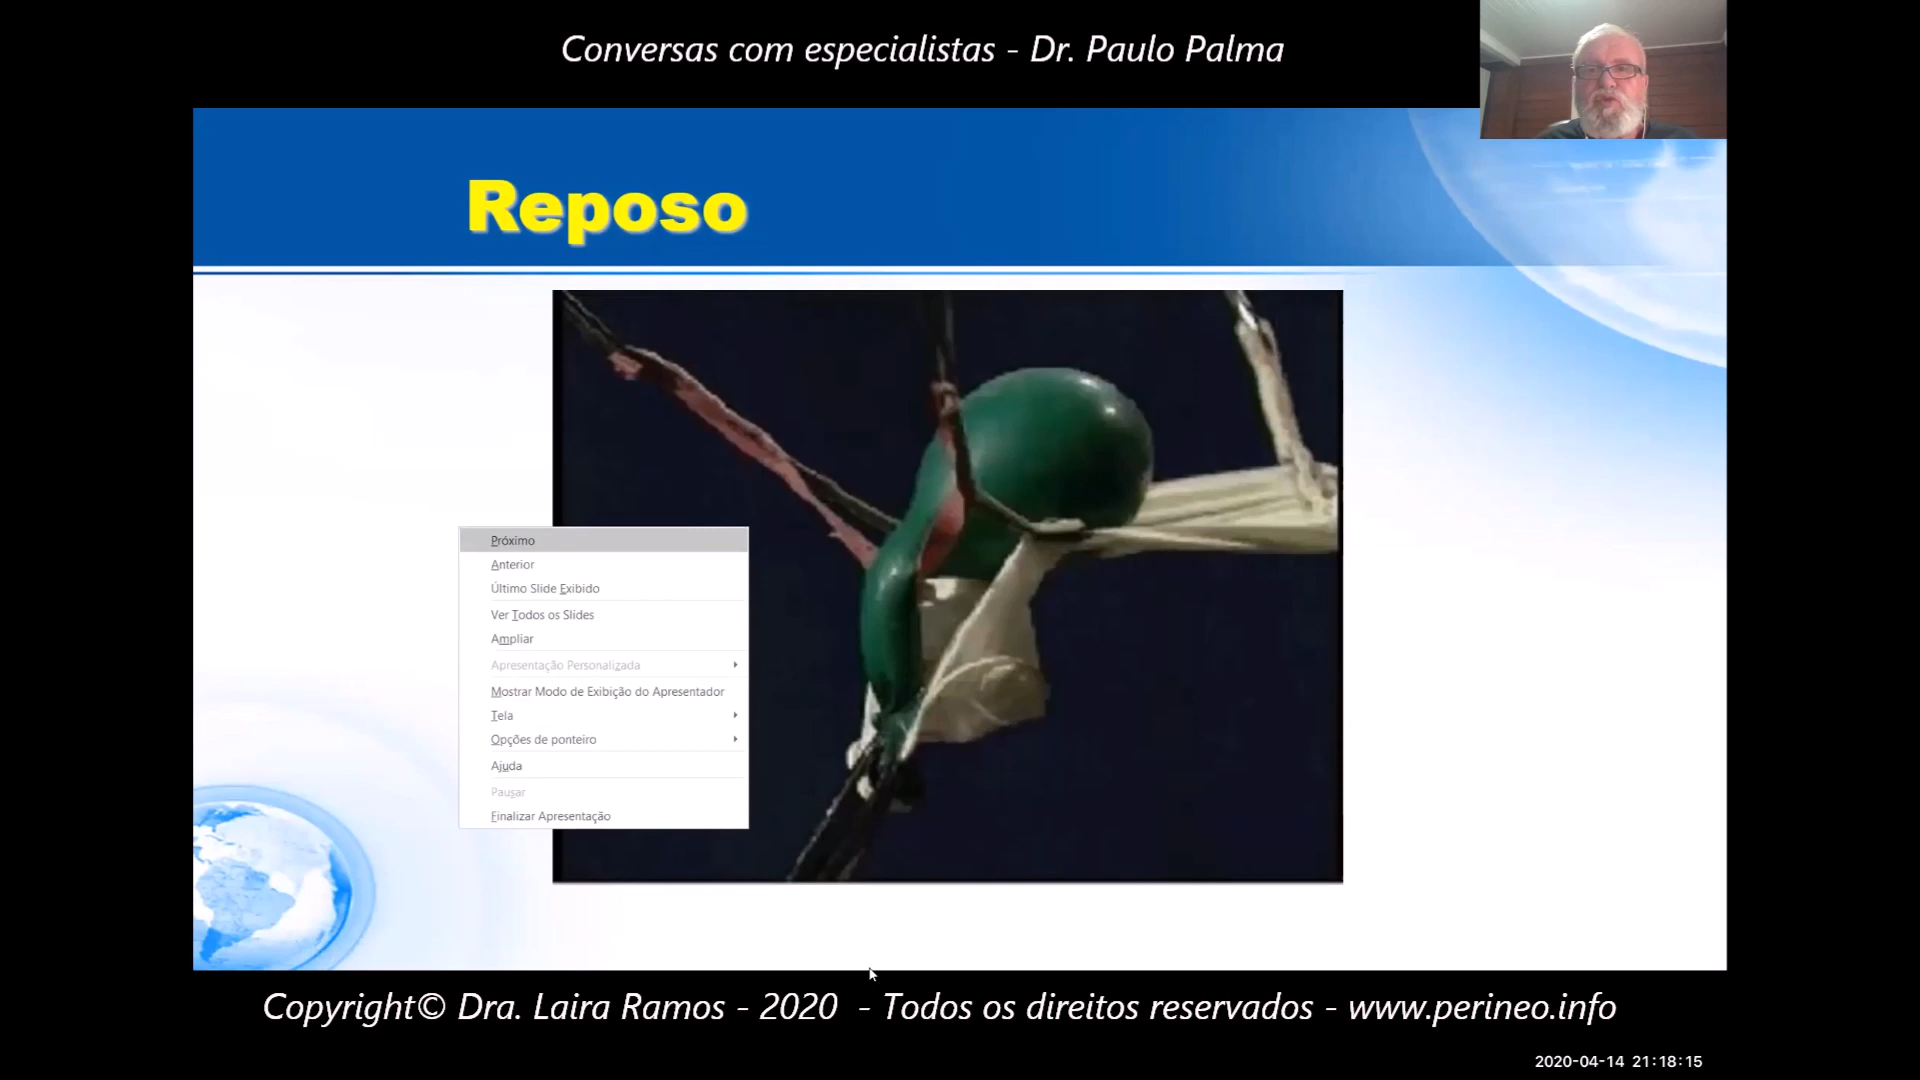 Conversas com especialistas - Dr. Paulo Palma
Reposo
Próximo
Anterior
Último Slide Exibido
Ver Todos os Slides
Ampliar
Apresentação Personalizada
Mostrar Modo de Exibição do Apresentador
Tela
Opções de ponteiro
Ajuda
Pausar
Finalizar Apresentação
Copyright© Dra. Laira Ramos - 2020 - Todos os direitos reservados - www.perineo.info
2020-04-14 21:18:15